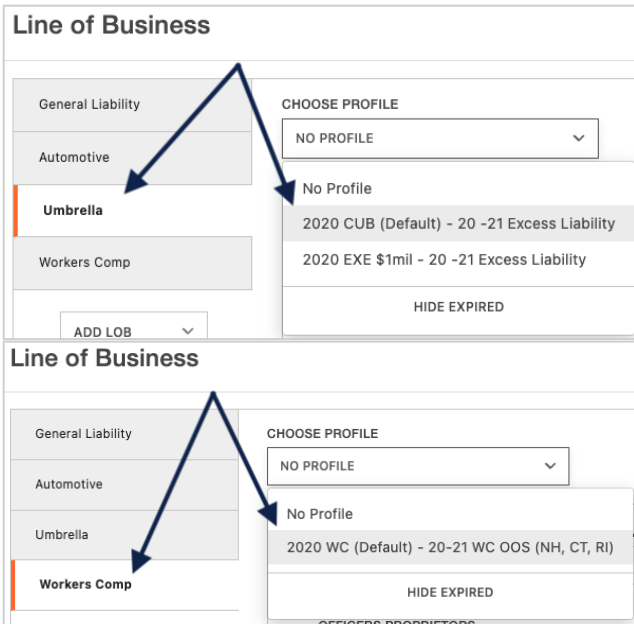 Line of Business
General Liability
CHOOSE PROFILE
NO PROFILE
Automotive
No Profile
Umbrella
2020 CUB (Default) - 20 -21 Excess Liability
Workers Comp
2020 EXE $1mil - 20 -21 Excess Liability
HIDE EXPIRED
ADD LOB
Line of Business
General Liability
CHOOSE PROFILE
NO PROFILE
Automotive
No Profile
Umbrella
2020 WC (Default) - 20-21 WC OOS (NH, CT, RI)
Workers Comp
HIDE EXPIRED
OFFICERS PROPRIETORS